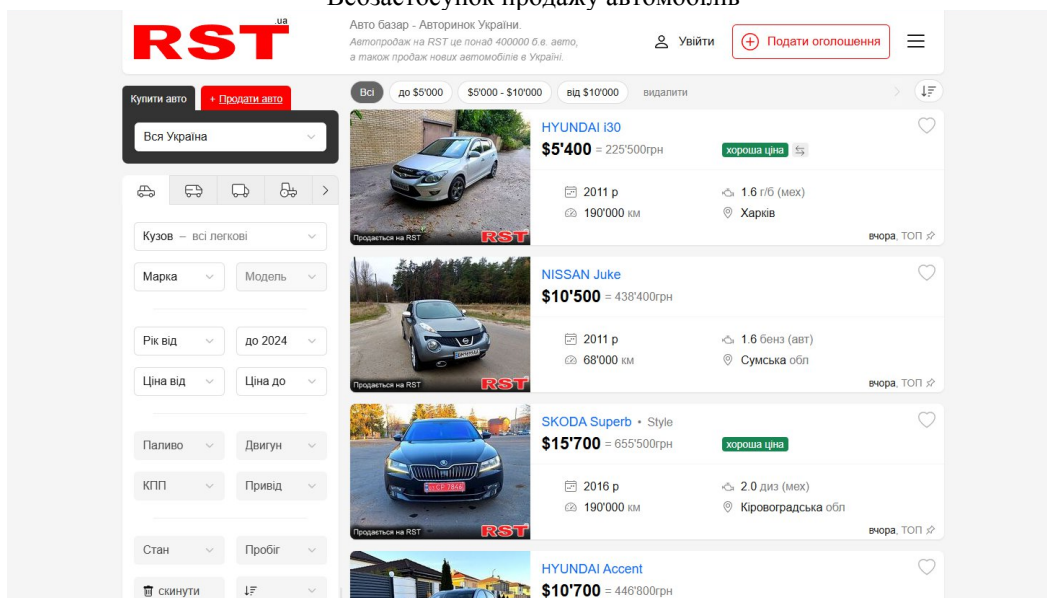 Вебзастосунок продажу автомобілів
RST
.ua
Авто базар - Авторинок України.
Автопродаж на RST це понад 400000 б.в. авто,
а також продаж нових автомобілів в Україні.
Увійти
Подати оголошення
Купити авто
+ Продати авто
Вся Україна
Кузов – всі легкові
Марка
Модель
Рік від
до 2024
Ціна від
Ціна до
Паливо
Двигун
КПП
Привід
Стан
Пробіг
скинути
Всі
до $5'000
$5'000 - $10'000
від $10'000
видалити
HYUNDAI i30
$5'400 = 225'500грн
хороша ціна
2011 р
1.6 г/б (мех)
190'000 км
Харків
Продається на RST
RST
вчора, ТОП
NISSAN Juke
$10'500 = 438'400грн
2011 р
1.6 бенз (авт)
68'000 км
Сумська обл
Продається на RST
RST
вчора, ТОП
SKODA Superb • Style
$15'700 = 655'500грн
хороша ціна
2016 р
2.0 диз (мех)
190'000 км
Кіровоградська обл
Продається на RST
RST
вчора, ТОП
HYUNDAI Accent
$10'700 = 446'800грн